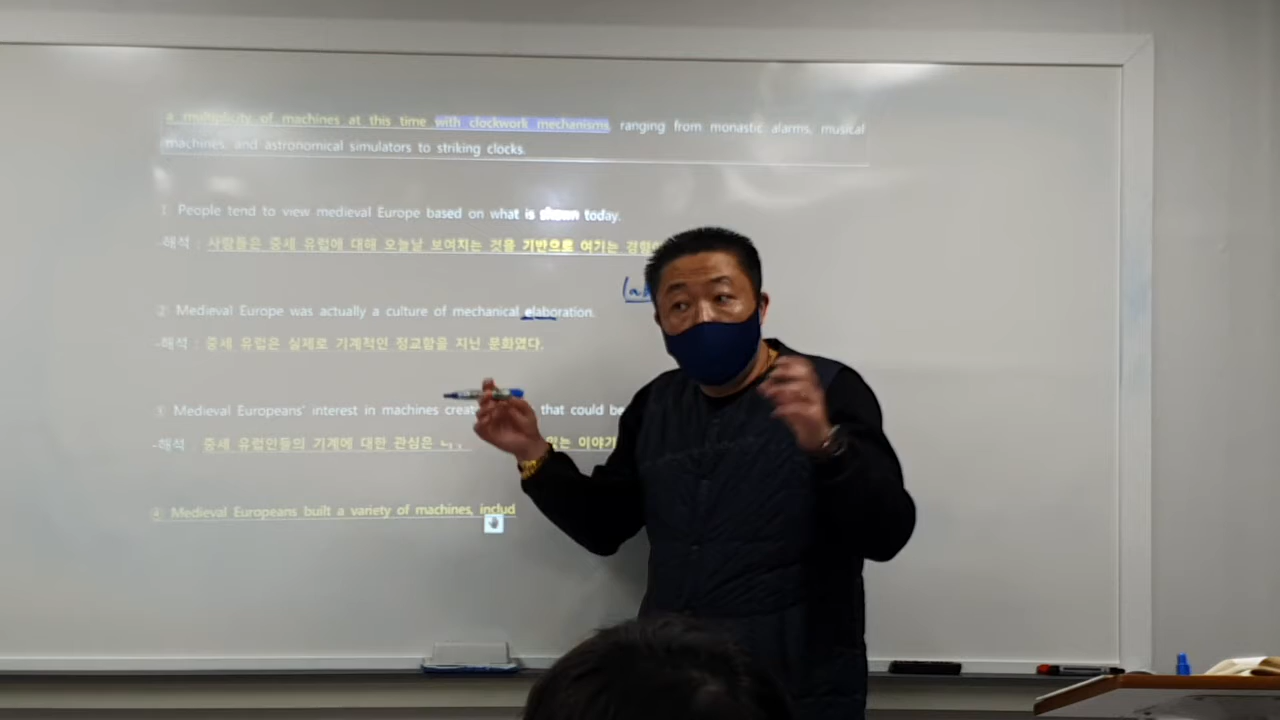 a multiplicity of machines at this time with clockwork mechanisms, ranging from monastic alarms, musical
machines, and astronomical simulators to striking clocks.
① People tend to view medieval Europe based on what is shown today.
-해석 : 사람들은 중세 유럽에 대해 오늘날 보여지는 것을 기반으로 여기는
② Medieval Europe was actually a culture of mechanical elaboration.
-해석 : 중세 유럽은 실제로 기계적인 정교함을 지닌 문화였다.
③ Medieval Europeans' interest in machines that could be
-해석 : 중세 유럽인들의 기계에 대한 관심은 있는
④ Medieval Europeans built a variety of machines,